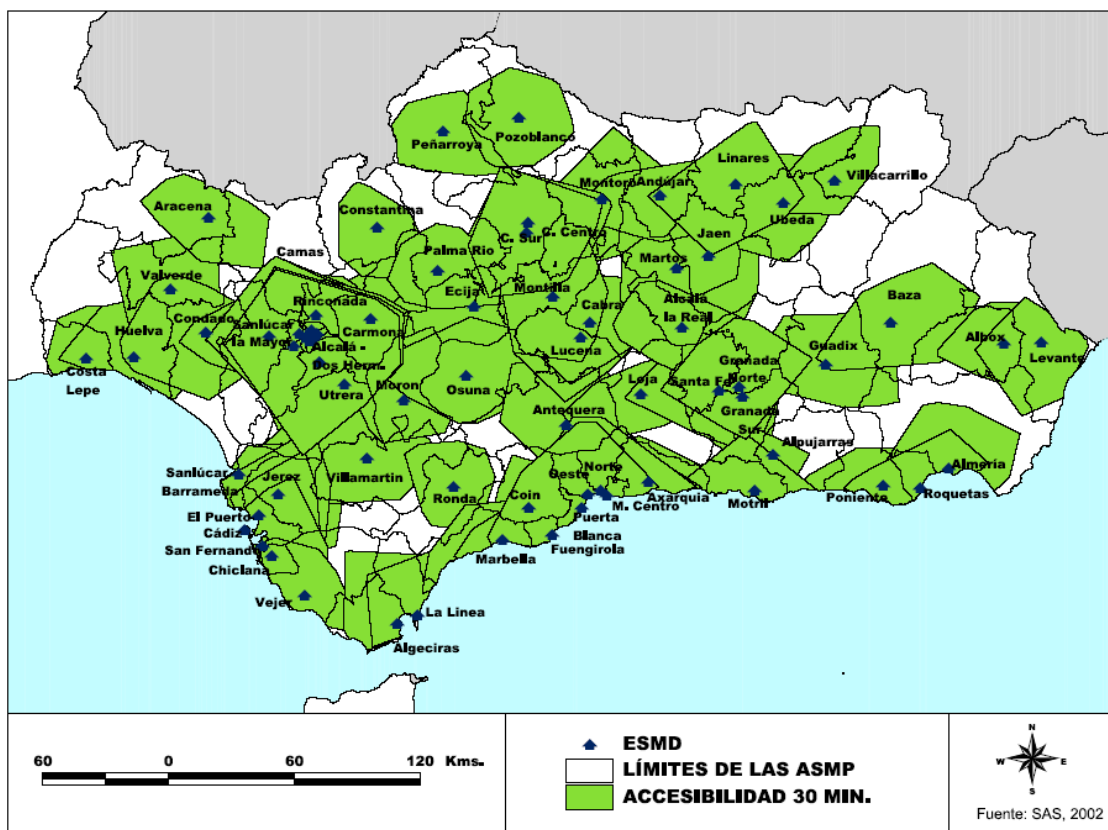 Peñarroya
Pozoblanco
Linares
Villacarrillo
Montoro
Andújar
Ubeda
Aracena
Constantina
C. Sur
C. Centro
Jaen
Camas
Palma Rio
Martos
Valverde
Ecija
Montilla
Cabra
Alcalá
la Real
Baza
Rinconada
Huelva
Condado
Sanlúcar
la Mayor
Carmona
Alcalá
Dos Herm.
Lucena
Guadix
Albox
Levante
Costa
Lepe
Utrera
Moron
Osuna
Loja
Santa Fe
Granada
Norte
Granada
Sur
Antequera
Alpujarras
Sanlúcar
Barrameda
Jerez
Villamartin
Ronda
Coin
Oeste
Norte
M. Centro
Axarquia
Motril
Poniente
Almería
Roquetas
El Puerto
Cádiz
San Fernando
Chiclana
Puerta
Blanca
Fuengirola
Marbella
Vejer
La Linea
Algeciras
60 0 60 120 Kms.
ESMD
LÍMITES DE LAS ASMP
ACCESIBILIDAD 30 MIN.
N
W E
S
Fuente: SAS, 2002